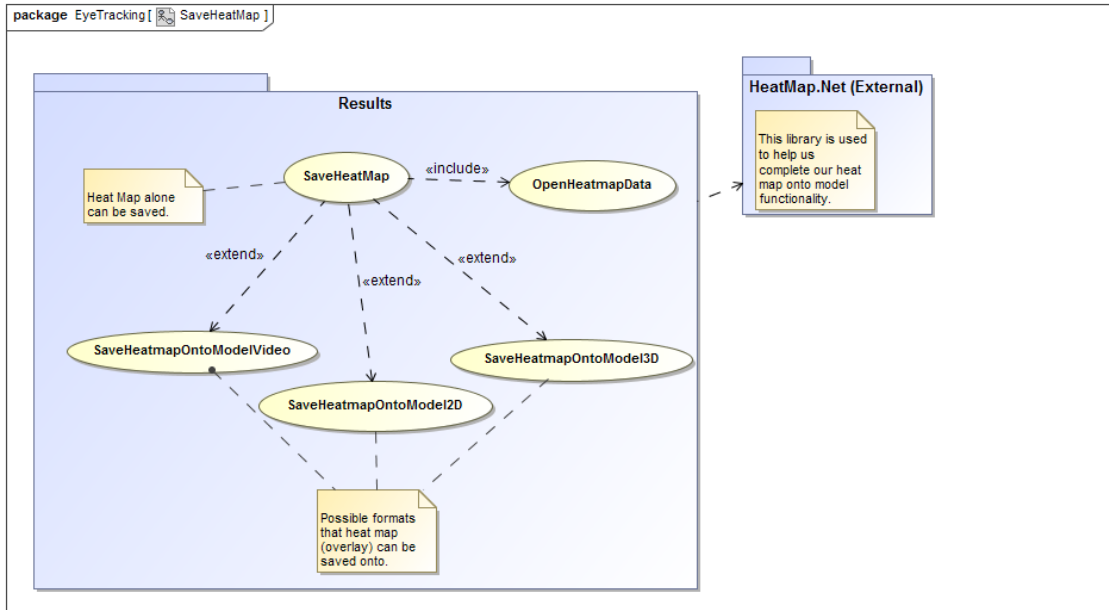 package EyeTracking [ SaveHeatMap ]
Results
HeatMap.Net (External)
This library is used
to help us
complete our heat
map onto model
functionality.
SaveHeatMap
«include»
OpenHeatmapData
Heat Map alone
can be saved.
«extend»
«extend»
«extend»
SaveHeatmapOntoModelVideo
SaveHeatmapOntoModel3D
SaveHeatmapOntoModel2D
Possible formats
that heat map
(overlay) can be
saved onto.